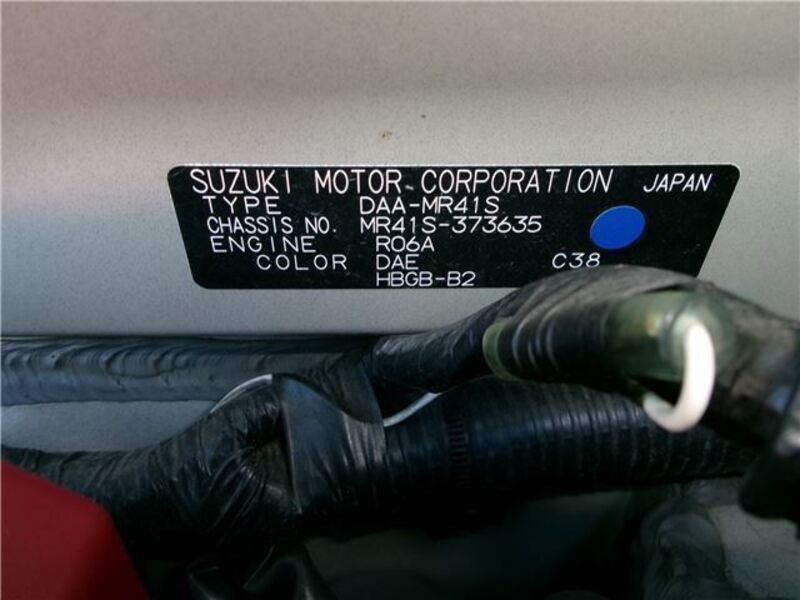 SUZUKI MOTOR CORPORATION JAPAN
TYPE DAA-MR41S
CHASSIS NO. MR41S-373635
ENGINE R06A
COLOR DAE C38
HBGB-B2